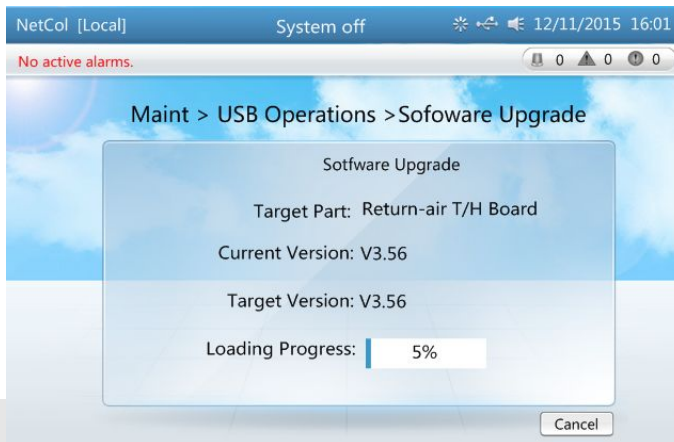 NetCol [Local] System off 12/11/2015 16:01
No active alarms. 0 0 0
Maint > USB Operations >Sofoware Upgrade
Sotfware Upgrade
Target Part: Return-air T/H Board
Current Version: V3.56
Target Version: V3.56
Loading Progress: 5%
Cancel